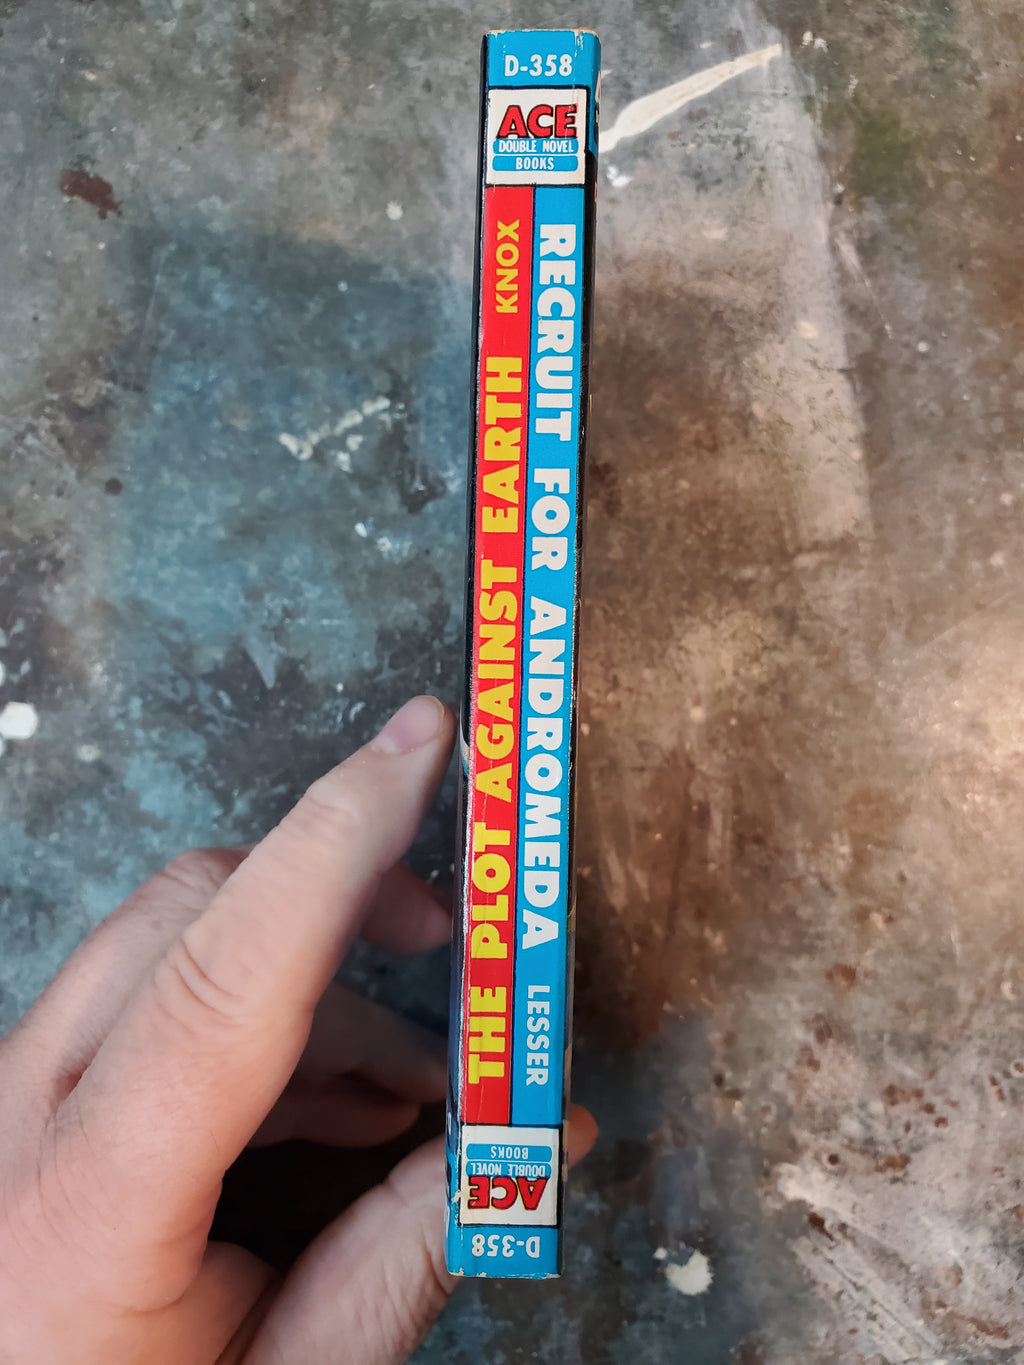 D-358
ACE
DOUBLE NOVEL
BOOKS
RECRUIT FOR ANDROMEDA LESSER
THE PLOT AGAINST EARTH KNOX
ACE
DOUBLE NOVEL
BOOKS
D-358